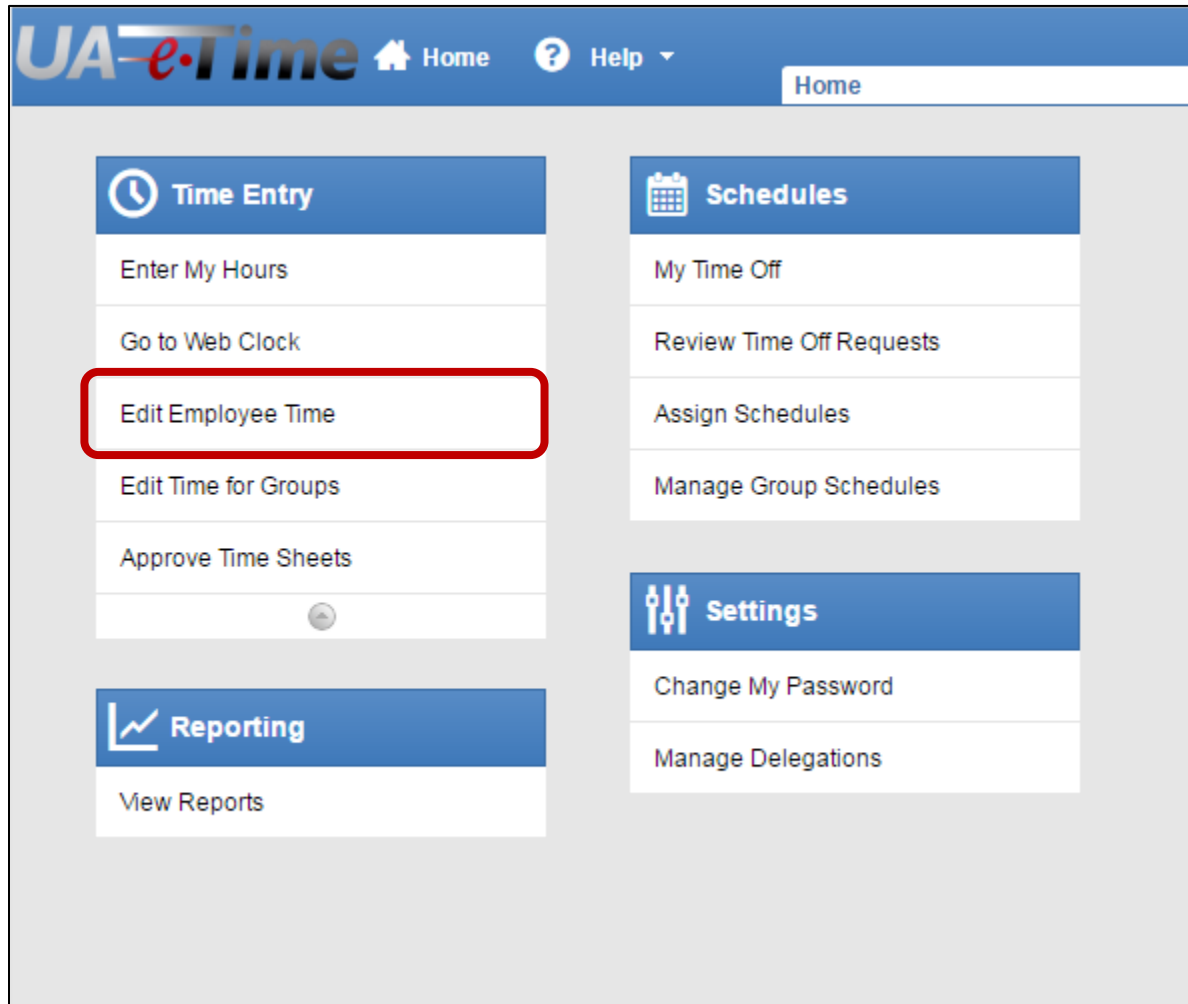 UA-e•Time Home Help
Home
Time Entry
Enter My Hours
Go to Web Clock
Edit Employee Time
Edit Time for Groups
Approve Time Sheets
Reporting
View Reports
Schedules
My Time Off
Review Time Off Requests
Assign Schedules
Manage Group Schedules
Settings
Change My Password
Manage Delegations